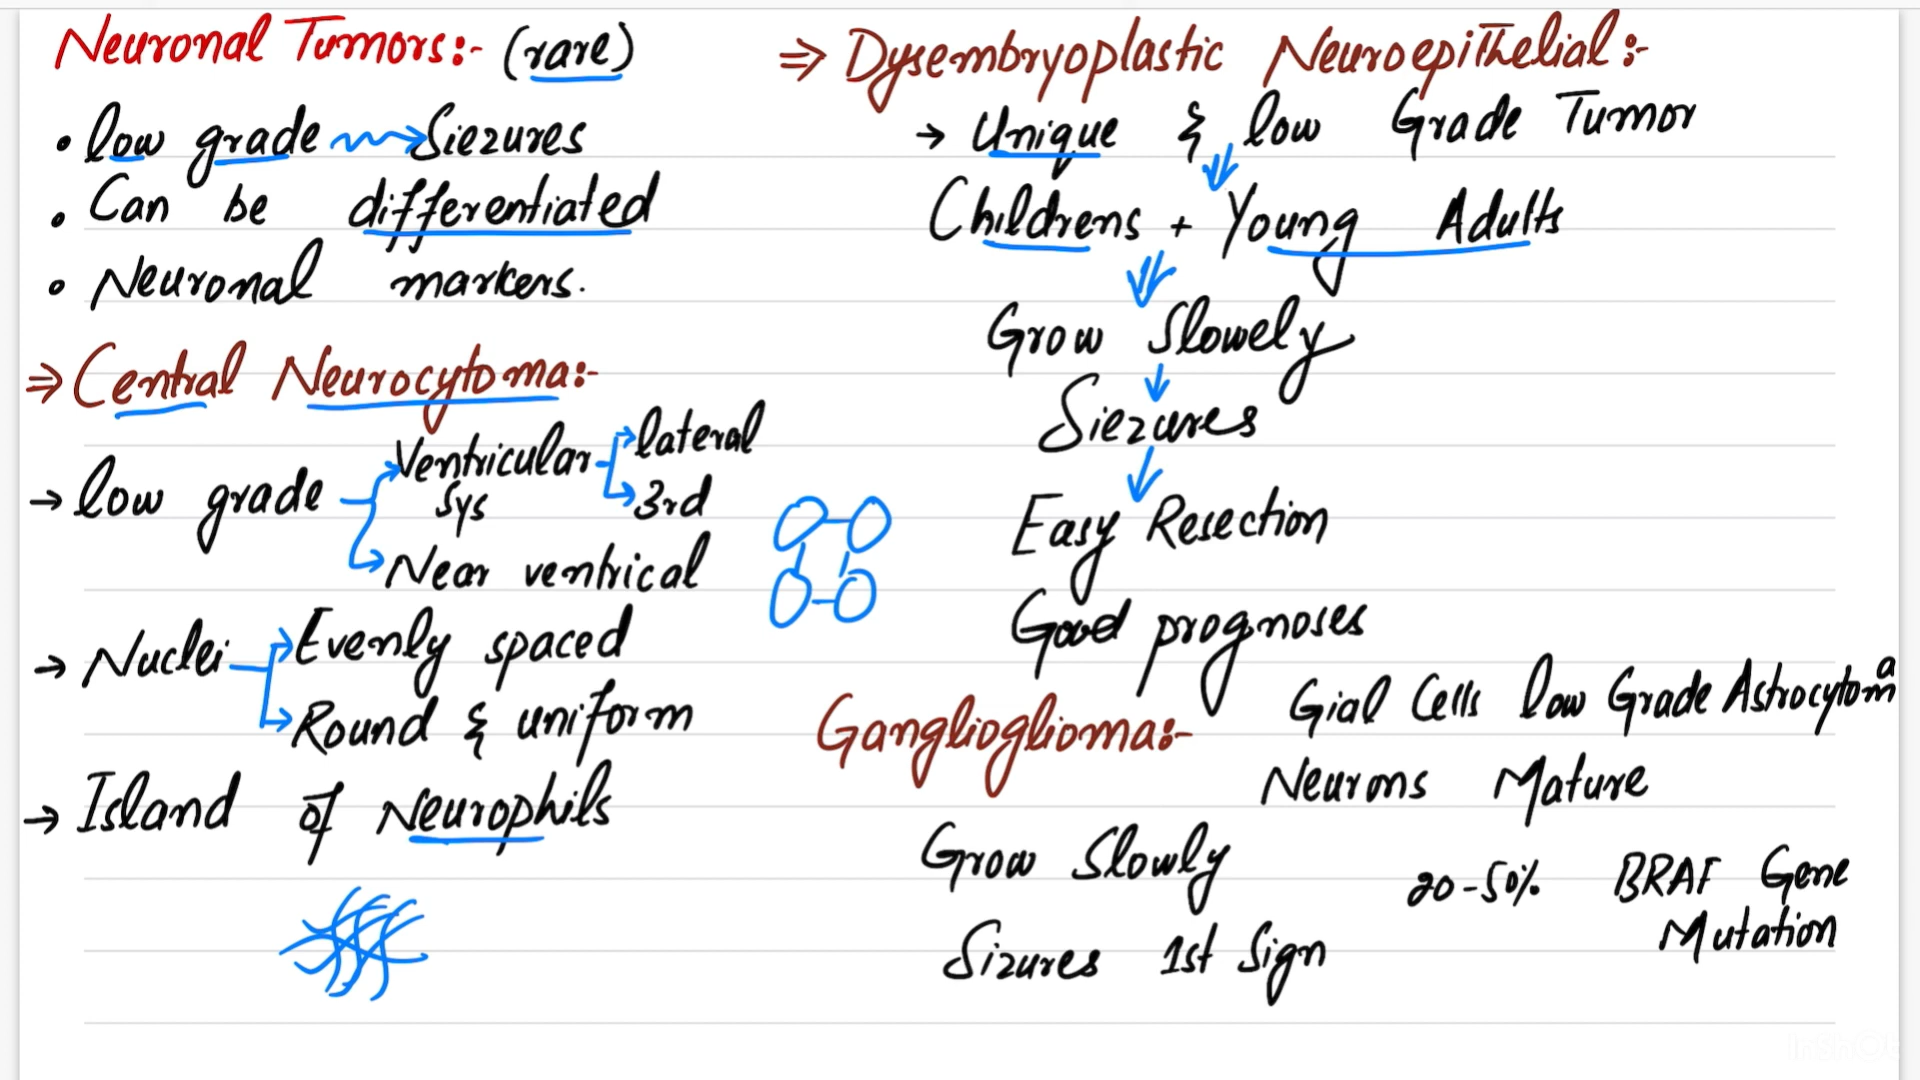 Neuronal Tumors:- (rare)
• low grade → Siezures
• Can be differentiated
• Neuronal markers.
⇒ Central Neurocytoma:-
→ low grade
Ventricular sys
lateral
3rd
Near ventrical
→ Nuclei
Evenly spaced
Round & uniform
→ Island of Neurophils
⇒ Dysembryoplastic Neuroepithelial:-
→ Unique & low Grade Tumor
Childrens + Young Adults
Grow Slowely
Siezures
Easy Resection
Good prognoses
Ganglioglioma:-
Gial Cells low Grade Astrocytoma
Neurons Mature
Grow Slowly
20-50% BRAF Gene
Mutation
Sizures 1st Sign
InShOt